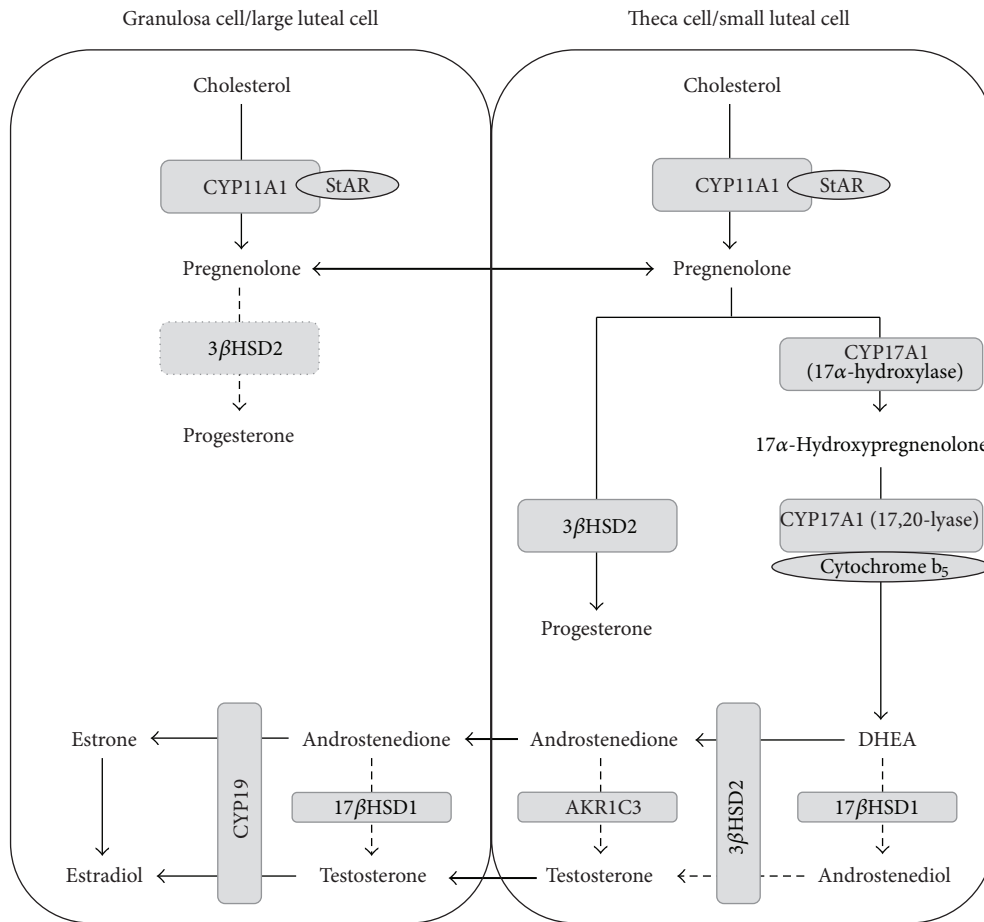 Granulosa cell/large luteal cell
Theca cell/small luteal cell
Cholesterol
CYP11A1
StAR
Pregnenolone
3βHSD2
Progesterone
Estrone
Androstenedione
CYP19
17βHSD1
Estradiol
Testosterone
Cholesterol
CYP11A1
StAR
Pregnenolone
CYP17A1
(17α-hydroxylase)
17α-Hydroxypregnenolone
3βHSD2
CYP17A1 (17,20-lyase)
Cytochrome b₅
Progesterone
Androstenedione
DHEA
AKR1C3
3βHSD2
17βHSD1
Testosterone
Androstenediol